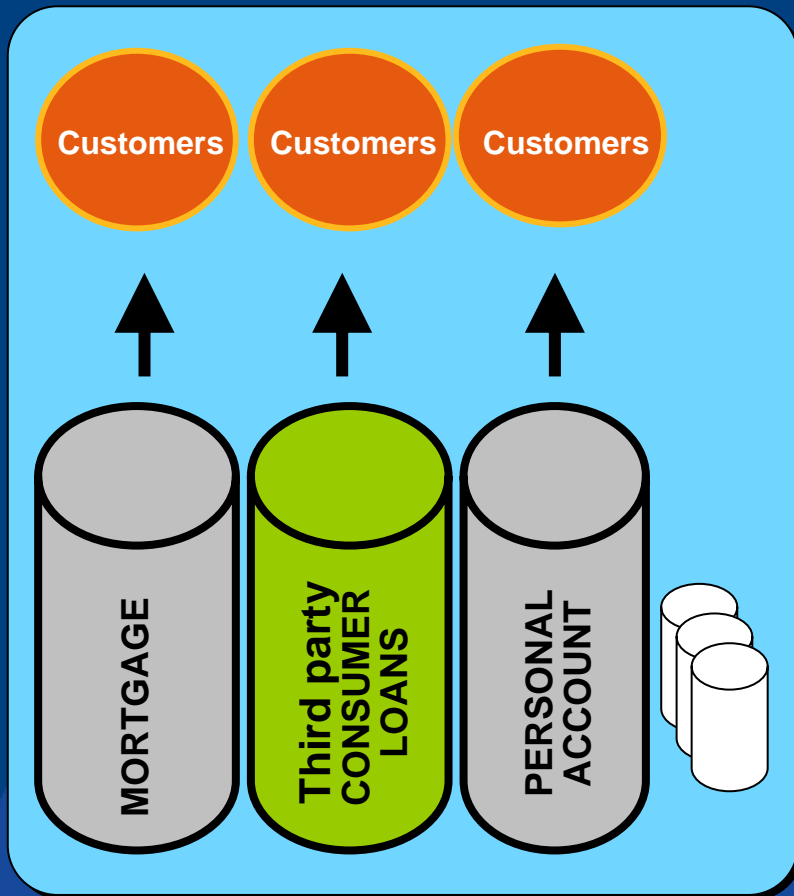 Customers
Customers
Customers
MORTGAGE
Third party
CONSUMER
LOANS
PERSONAL
ACCOUNT